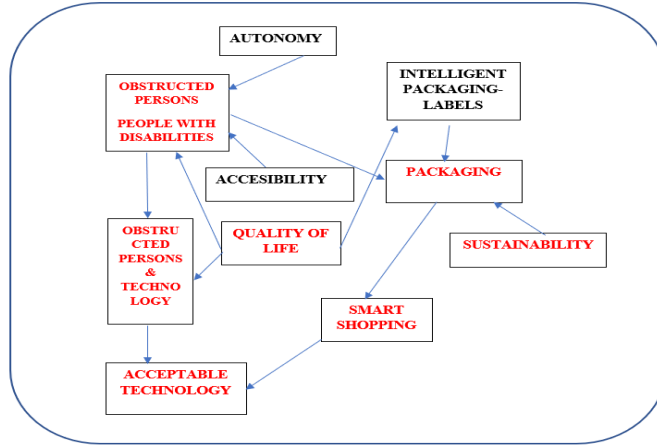 AUTONOMY
OBSTRUCTED
PERSONS
PEOPLE WITH
DISABILITIES
INTELLIGENT
PACKAGING-
LABELS
ACCESIBILITY
PACKAGING
OBSTRU
CTED
PERSONS
&
TECHNO
LOGY
QUALITY OF
LIFE
SUSTAINABILITY
SMART
SHOPPING
ACCEPTABLE
TECHNOLOGY